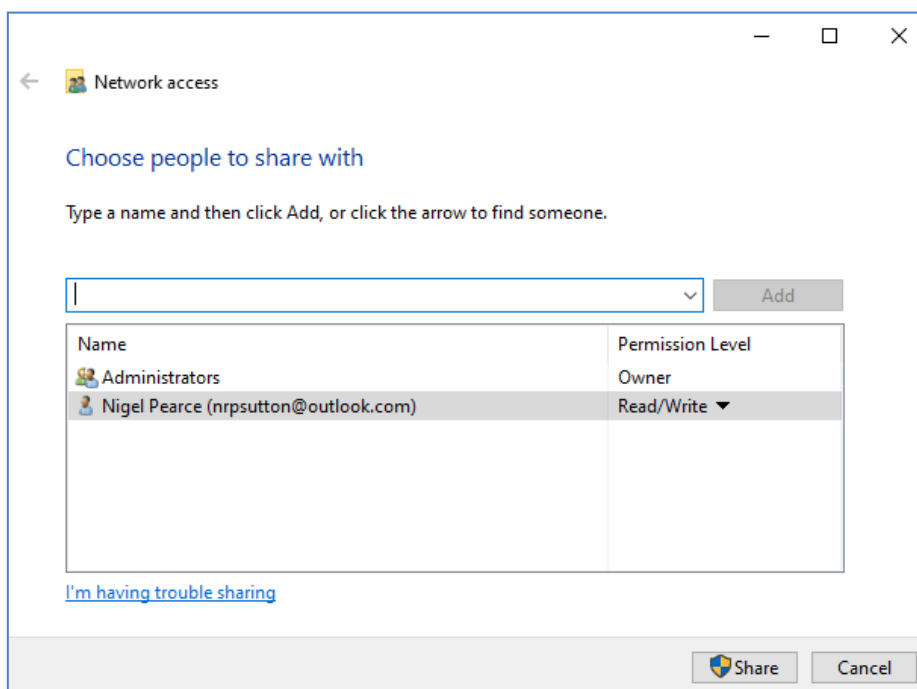 Network access
Choose people to share with
Type a name and then click Add, or click the arrow to find someone.
Add
Name Permission Level
Administrators Owner
Nigel Pearce (nrpsutton@outlook.com) Read/Write
I'm having trouble sharing
Share Cancel